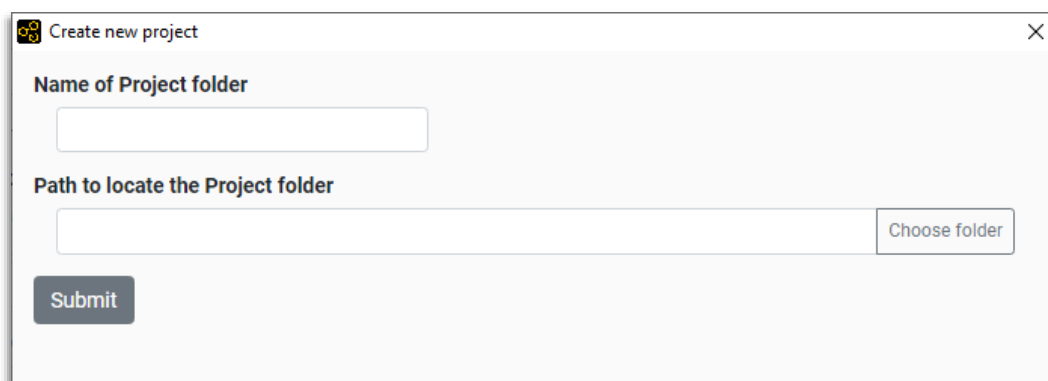 Create new project
Name of Project folder
Path to locate the Project folder
Choose folder
Submit